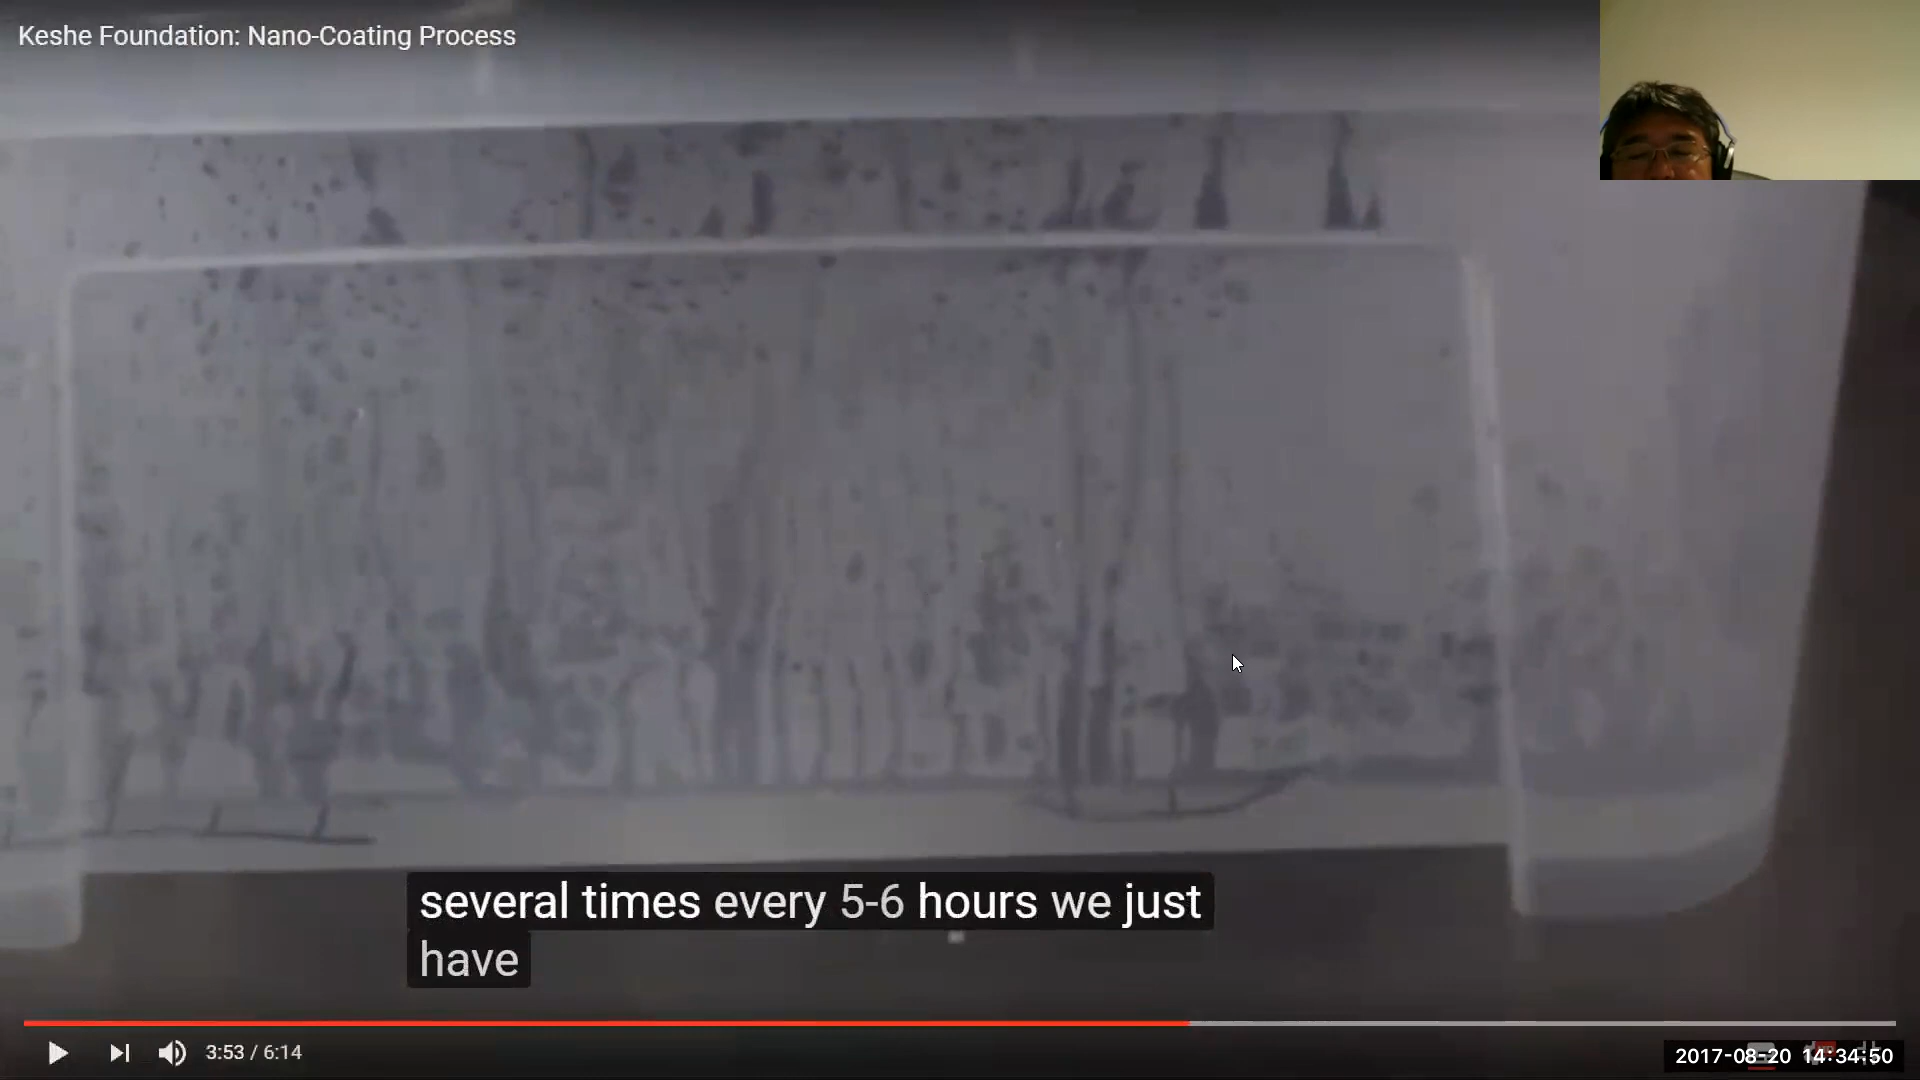 Keshe Foundation: Nano-Coating Process
several times every 5-6 hours we just
have
3:53 / 6:14
2017-08-20 14:34:50